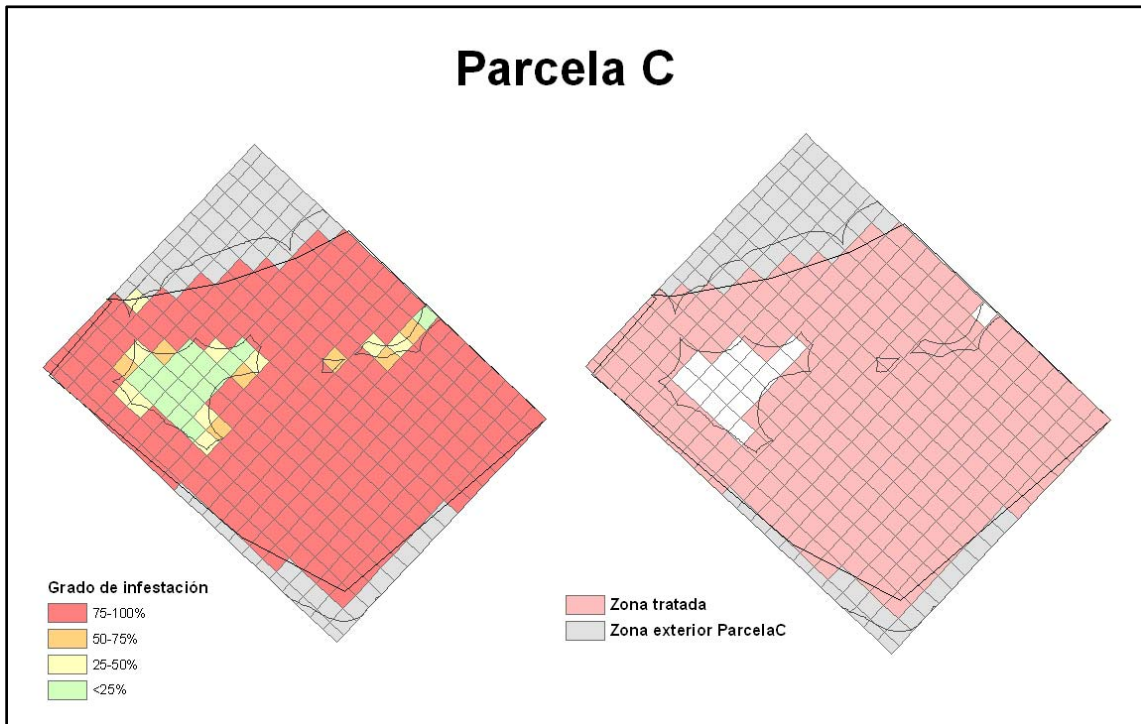 Parcela C
Grado de infestación
75-100%
50-75%
25-50%
<25%
Zona tratada
Zona exterior ParcelaC